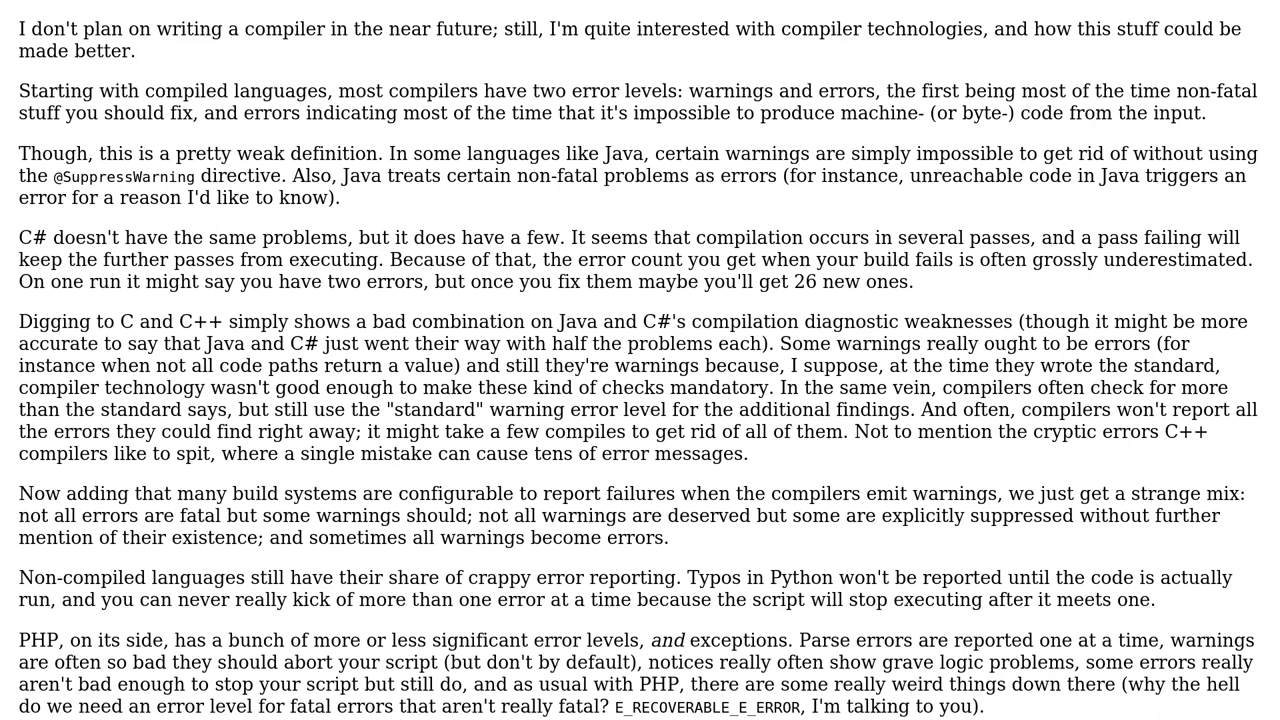 I don't plan on writing a compiler in the near future; still, I'm quite interested with compiler technologies, and how this stuff could be
made better.
Starting with compiled languages, most compilers have two error levels: warnings and errors, the first being most of the time non-fatal
stuff you should fix, and errors indicating most of the time that it's impossible to produce machine- (or byte-) code from the input.
Though, this is a pretty weak definition. In some languages like Java, certain warnings are simply impossible to get rid of without using
the @SuppressWarning directive. Also, Java treats certain non-fatal problems as errors (for instance, unreachable code in Java triggers an
error for a reason I'd like to know).
C# doesn't have the same problems, but it does have a few. It seems that compilation occurs in several passes, and a pass failing will
keep the further passes from executing. Because of that, the error count you get when your build fails is often grossly underestimated.
On one run it might say you have two errors, but once you fix them maybe you'll get 26 new ones.
Digging to C and C++ simply shows a bad combination on Java and C#'s compilation diagnostic weaknesses (though it might be more
accurate to say that Java and C# just went their way with half the problems each). Some warnings really ought to be errors (for
instance when not all code paths return a value) and still they're warnings because, I suppose, at the time they wrote the standard,
compiler technology wasn't good enough to make these kind of checks mandatory. In the same vein, compilers often check for more
than the standard says, but still use the "standard" warning error level for the additional findings. And often, compilers won't report all
the errors they could find right away; it might take a few compiles to get rid of all of them. Not to mention the cryptic errors C++
compilers like to spit, where a single mistake can cause tens of error messages.
Now adding that many build systems are configurable to report failures when the compilers emit warnings, we just get a strange mix:
not all errors are fatal but some warnings should; not all warnings are deserved but some are explicitly suppressed without further
mention of their existence; and sometimes all warnings become errors.
Non-compiled languages still have their share of crappy error reporting. Typos in Python won't be reported until the code is actually
run, and you can never really kick of more than one error at a time because the script will stop executing after it meets one.
PHP, on its side, has a bunch of more or less significant error levels, and exceptions. Parse errors are reported one at a time, warnings
are often so bad they should abort your script (but don't by default), notices really often show grave logic problems, some errors really
aren't bad enough to stop your script but still do, and as usual with PHP, there are some really weird things down there (why the hell
do we need an error level for fatal errors that aren't really fatal? E_RECOVERABLE_E_ERROR, I'm talking to you).